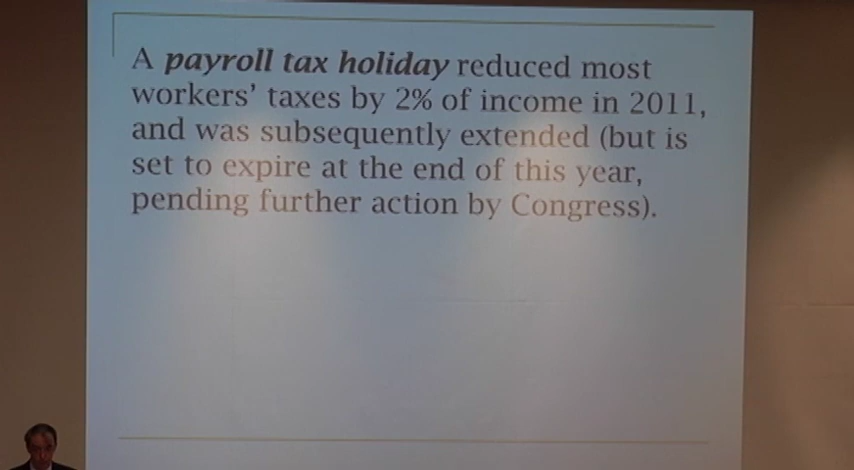 A payroll tax holiday reduced most
workers’ taxes by 2% of income in 2011,
and was subsequently extended (but is
set to expire at the end of this year,
pending further action by Congress).